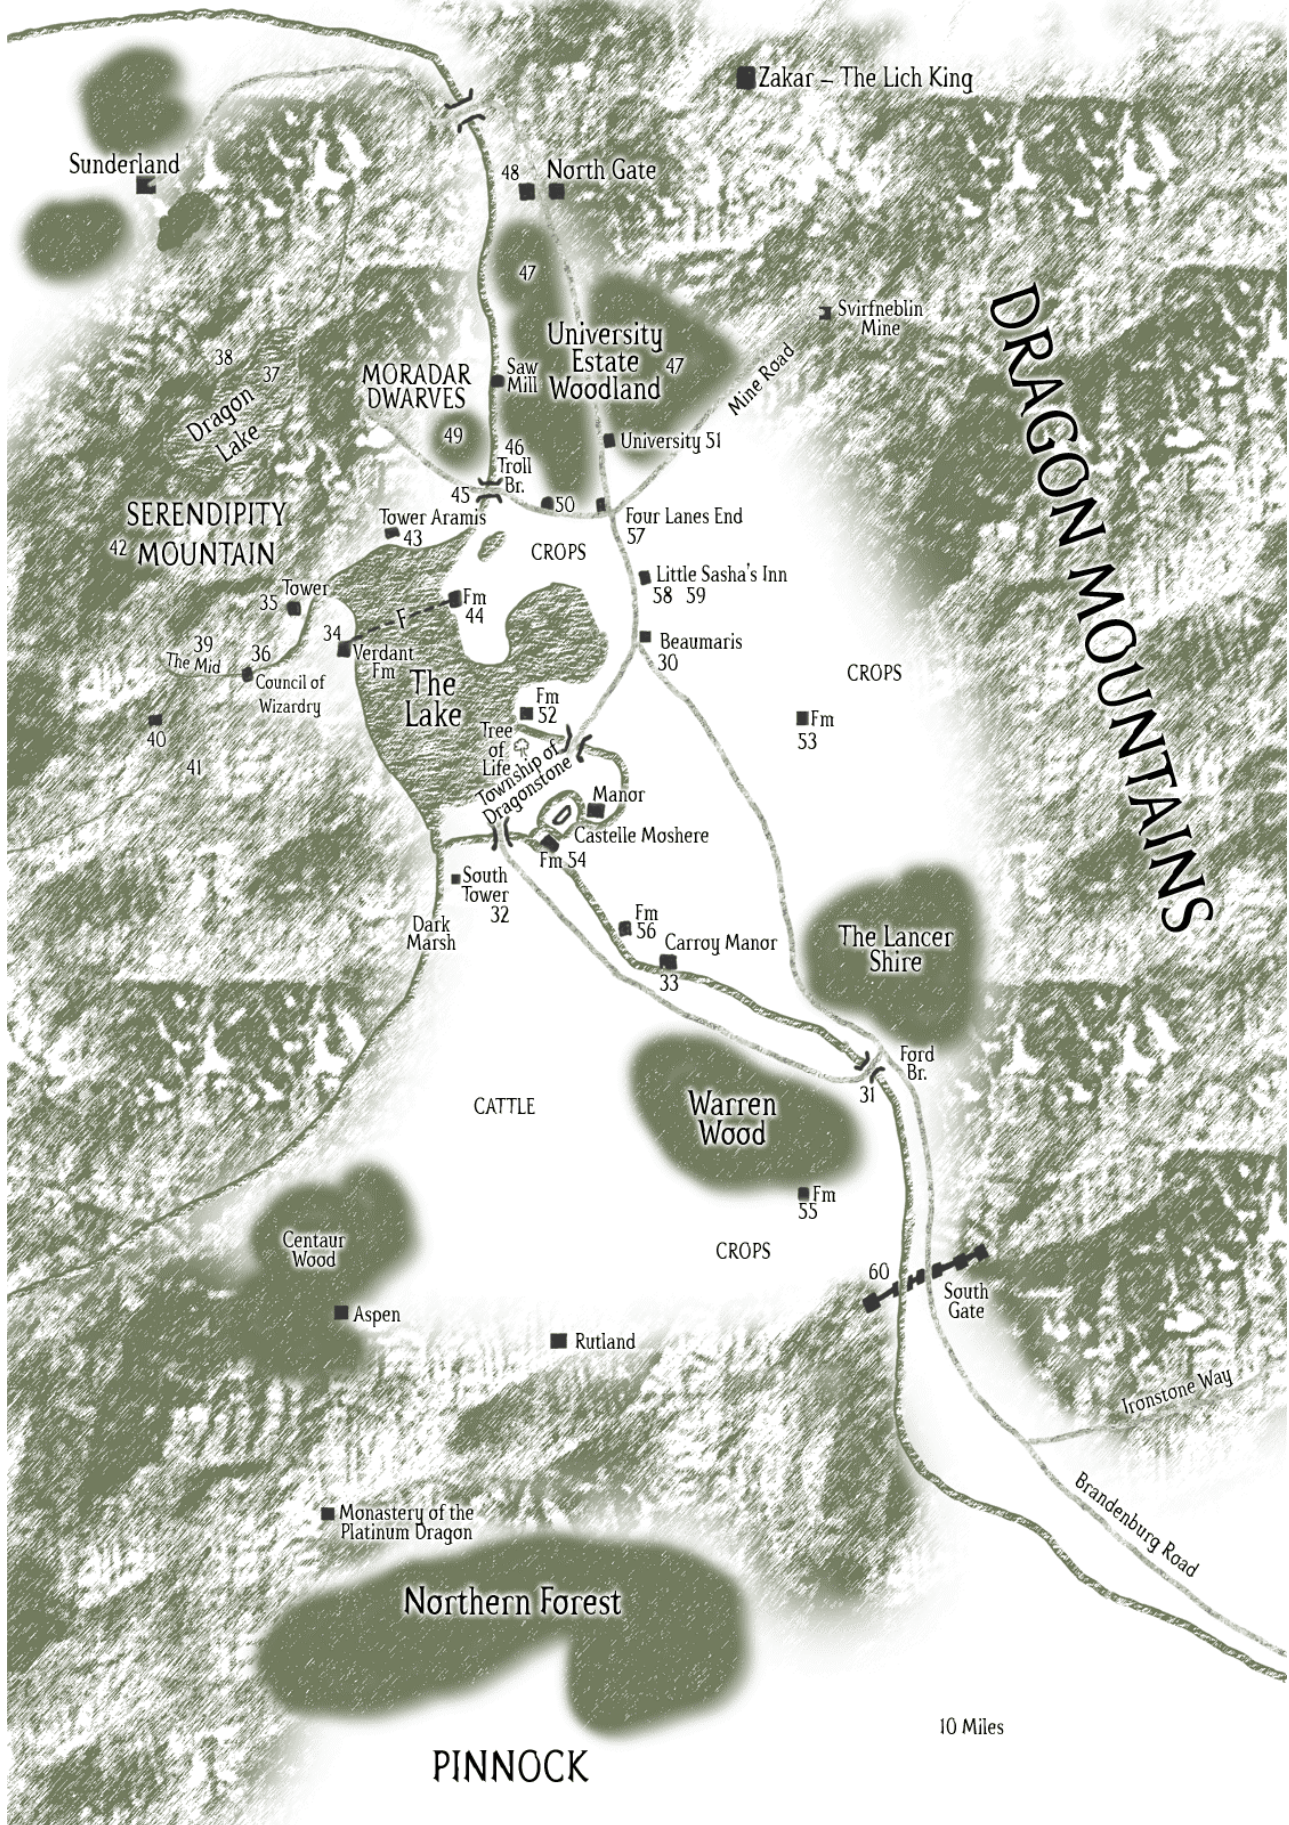 Zakar – The Lich King
Sunderland
48
North Gate
47
University
Estate
Woodland
47
Svirfneblin
Mine
Mine Road
DRAGON MOUNTAINS
38
37
Dragon
Lake
MORADAR
DWARVES
Saw
Mill
49
46
Troll
Br.
45
University 51
50
Four Lanes End
57
SERENDIPITY
MOUNTAIN
42
Tower Aramis
43
CROPS
Little Sasha's Inn
58 59
Tower
35
Fm
44
F
34
Verdant
Fm
Beaumaris
30
39
The Mid
36
Council of
Wizardry
The
Lake
CROPS
Fm
52
Fm
53
40
41
Tree
of
Life
Township of
Dragonstone
Manor
Castelle Moshere
Fm 54
South
Tower
32
Dark
Marsh
Fm
56
Carroy Manor
33
The Lancer
Shire
Ford
Br.
31
CATTLE
Warren
Wood
Fm
55
CROPS
Centaur
Wood
60
South
Gate
Aspen
Rutland
Ironstone Way
Brandenburg Road
Monastery of the
Platinum Dragon
Northern Forest
10 Miles
PINNOCK